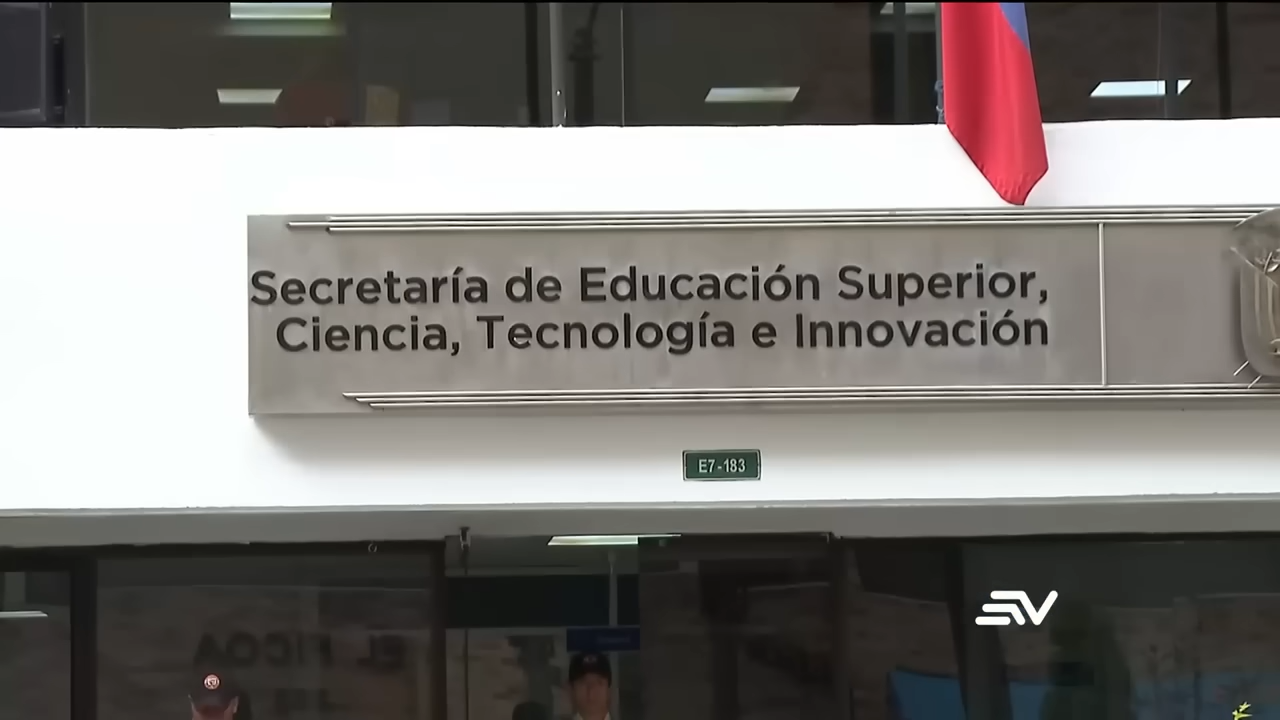 Secretaría de Educación Superior,
Ciencia, Tecnología e Innovación
E7-183